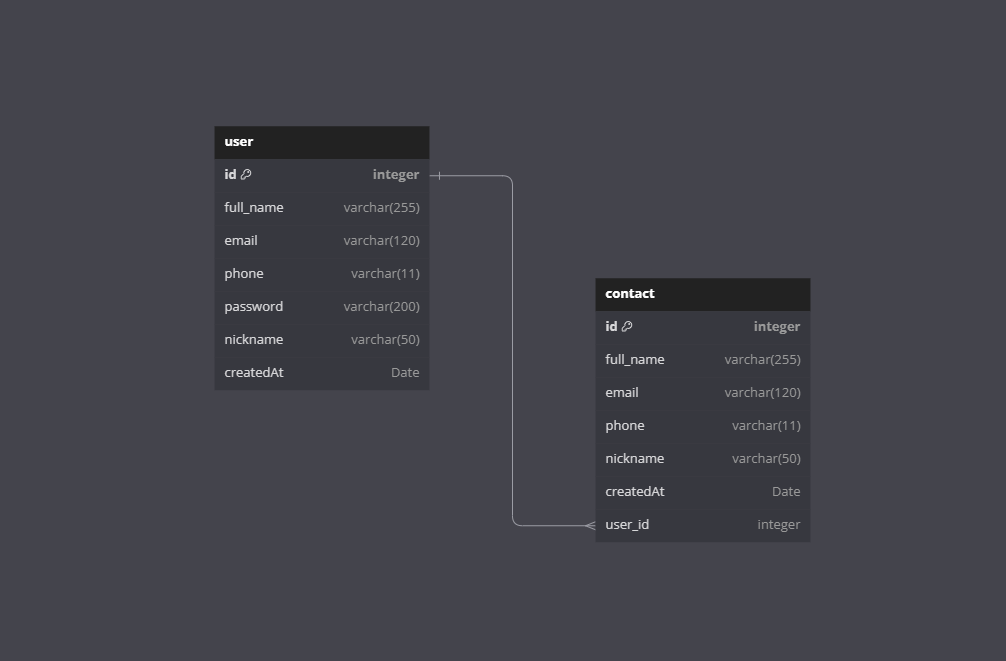 user
id integer
full_name varchar(255)
email varchar(120)
phone varchar(11)
password varchar(200)
nickname varchar(50)
createdAt Date
contact
id integer
full_name varchar(255)
email varchar(120)
phone varchar(11)
nickname varchar(50)
createdAt Date
user_id integer